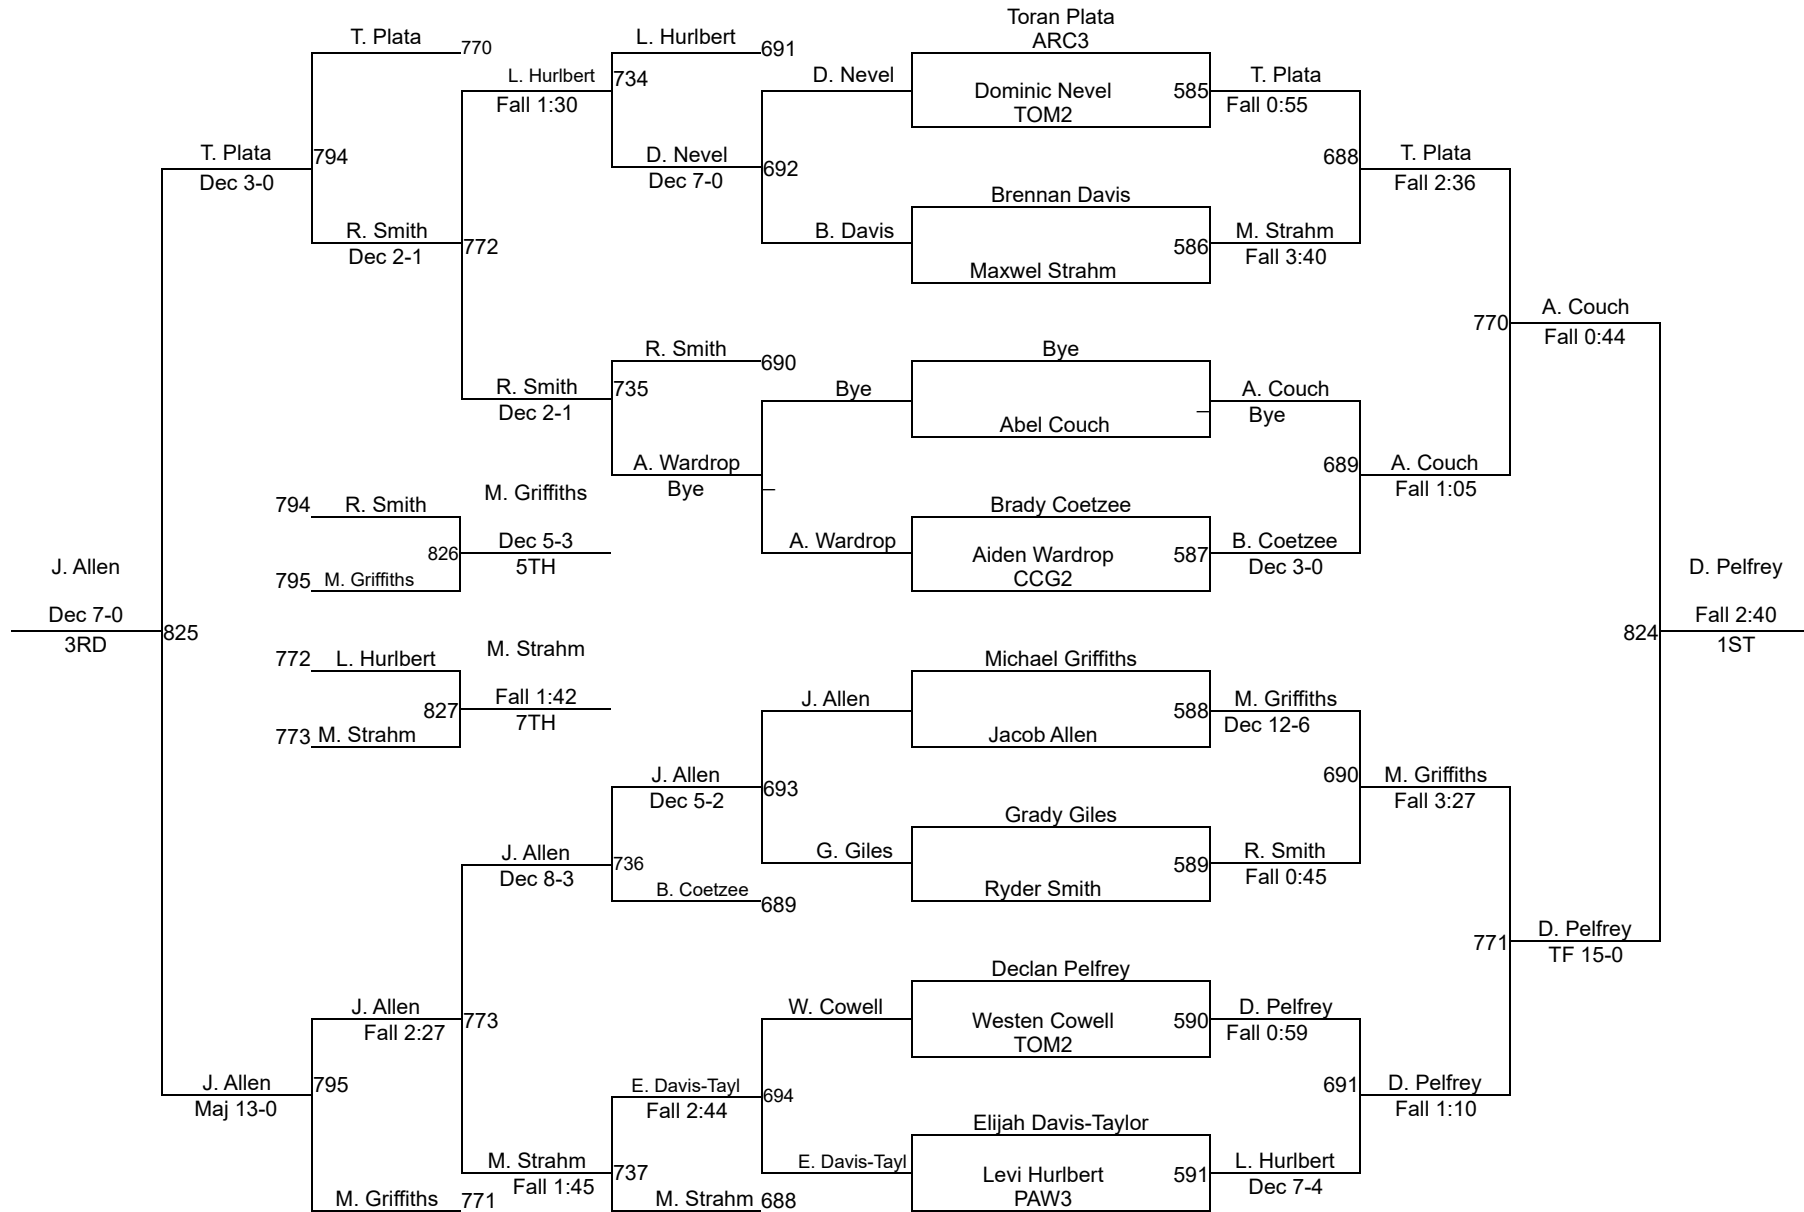 Toran Plata
ARC3
T. Plata
770
L. Hurlbert
691
L. Hurlbert
734
D. Nevel
Dominic Nevel
585
T. Plata
Fall 1:30
TOM2
Fall 0:55
T. Plata
794
D. Nevel
692
688
T. Plata
Dec 3-0
Dec 7-0
Fall 2:36
Brennan Davis
R. Smith
772
B. Davis
586
M. Strahm
Dec 2-1
Fall 3:40
Maxwel Strahm
A. Couch
770
Fall 0:44
R. Smith
690
Bye
R. Smith
735
Bye
A. Couch
Dec 2-1
Bye
Abel Couch
A. Wardrop
689
A. Couch
Bye
Fall 1:05
M. Griffiths
794
R. Smith
Brady Coetzee
Dec 5-3
826
A. Wardrop
Aiden Wardrop
587
B. Coetzee
5TH
Dec 3-0
795
M. Griffiths
CCG2
J. Allen
D. Pelfrey
Dec 7-0
Fall 2:40
825
824
3RD
1ST
M. Strahm
772
L. Hurlbert
Michael Griffiths
Fall 1:42
827
J. Allen
588
M. Griffiths
7TH
Dec 12-6
773
M. Strahm
Jacob Allen
J. Allen
693
690
M. Griffiths
Dec 5-2
Fall 3:27
Grady Giles
J. Allen
736
G. Giles
589
R. Smith
Dec 8-3
Fall 0:45
B. Coetzee
689
Ryder Smith
771
D. Pelfrey
TF 15-0
Declan Pelfrey
J. Allen
773
W. Cowell
Westen Cowell
590
D. Pelfrey
Fall 2:27
TOM2
Fall 0:59
J. Allen
795
E. Davis-Tayl
694
691
D. Pelfrey
Maj 13-0
Fall 2:44
Fall 1:10
Elijah Davis-Taylor
M. Strahm
737
E. Davis-Tayl
Levi Hurlbert
591
L. Hurlbert
Fall 1:45
Dec 7-4
M. Griffiths
771
M. Strahm
688
PAW3